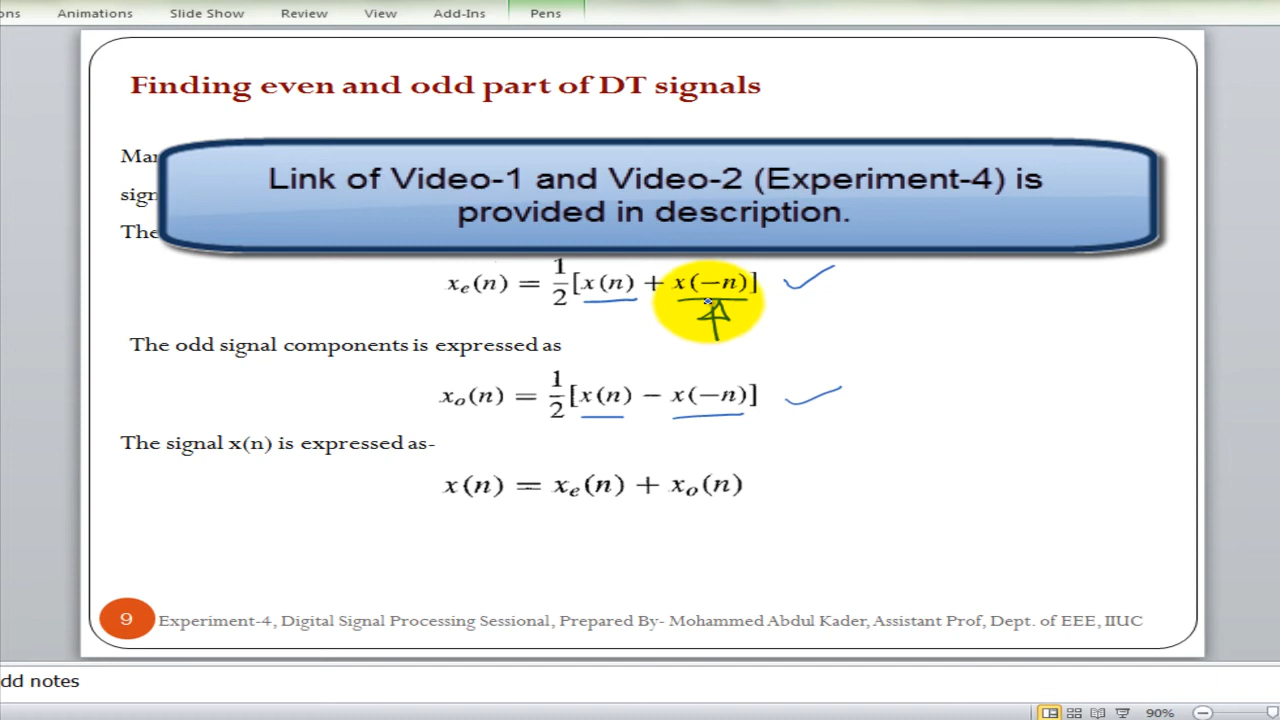 ons Animations Slide Show Review View Add-Ins Pens
Finding even and odd part of DT signals
Link of Video-1 and Video-2 (Experiment-4) is
provided in description.
The
xₑ(n) = 1/2 [x(n) + x(−n)]
The odd signal components is expressed as
xₒ(n) = 1/2 [x(n) − x(−n)]
The signal x(n) is expressed as-
x(n) = xₑ(n) + xₒ(n)
9 Experiment-4, Digital Signal Processing Sessional, Prepared By- Mohammed Abdul Kader, Assistant Prof, Dept. of EEE, IIUC
dd notes
90%